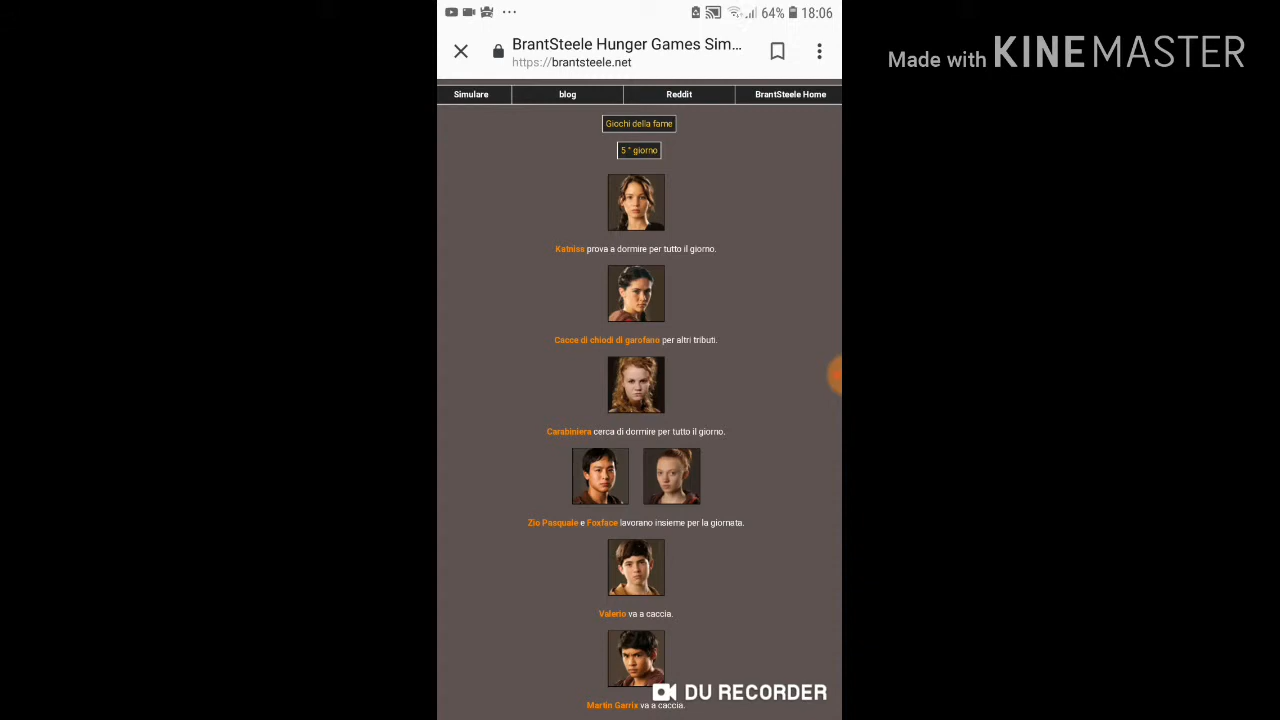 64% 18:06
BrantSteele Hunger Games Sim...
https://brantsteele.net
Made with KINEMASTER
Simulare blog Reddit BrantSteele Home
Giochi della fame
5 ° giorno
Katniss prova a dormire per tutto il giorno.
Cacce di chiodi di garofano per altri tributi.
Carabiniera cerca di dormire per tutto il giorno.
Zio Pasquale e Foxface lavorano insieme per la giornata.
Valerio va a caccia.
Martin Garrix va a caccia.
DU RECORDER